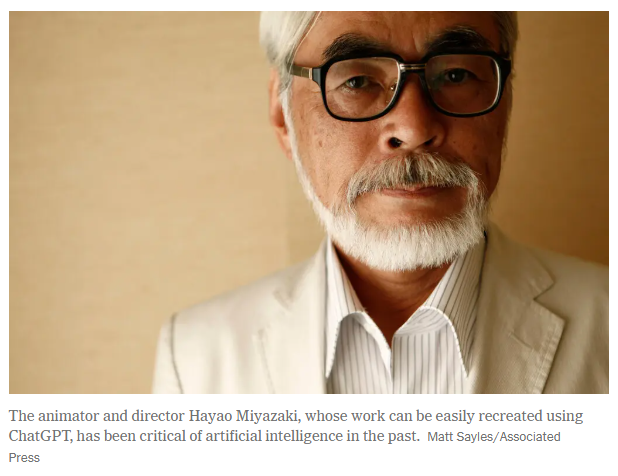 The animator and director Hayao Miyazaki, whose work can be easily recreated using
ChatGPT, has been critical of artificial intelligence in the past. Matt Sayles/Associated
Press